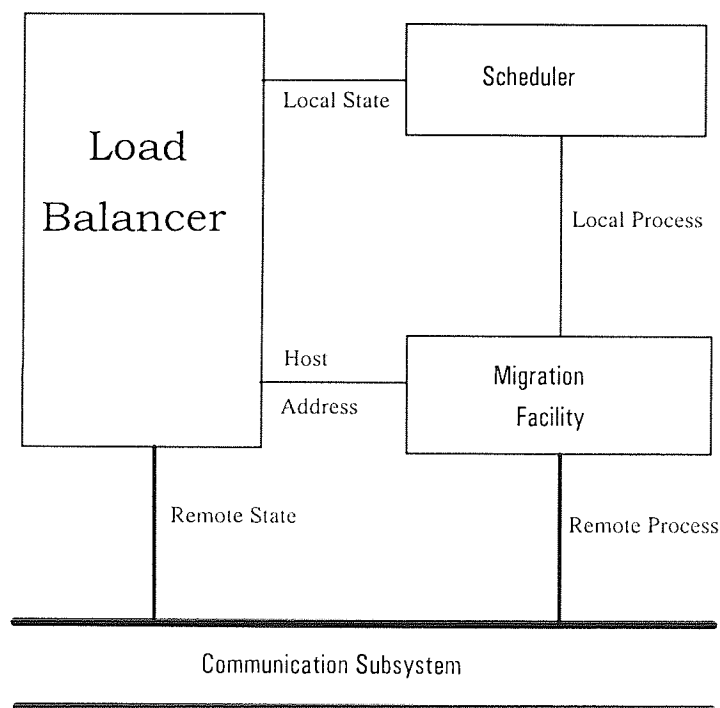 Scheduler
Local State
Load
Balancer
Local Process
Host
Address
Migration
Facility
Remote State
Remote Process
Communication Subsystem